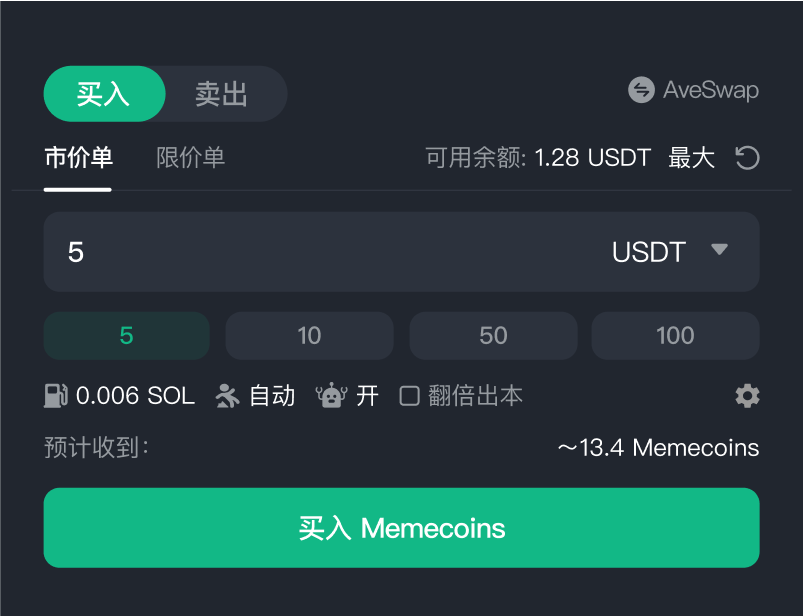 买入 卖出 AveSwap
市价单 限价单 可用余额: 1.28 USDT 最大
5 USDT
5 10 50 100
0.006 SOL 自动 开 翻倍出本
预计收到: ～13.4 Memecoins
买入 Memecoins